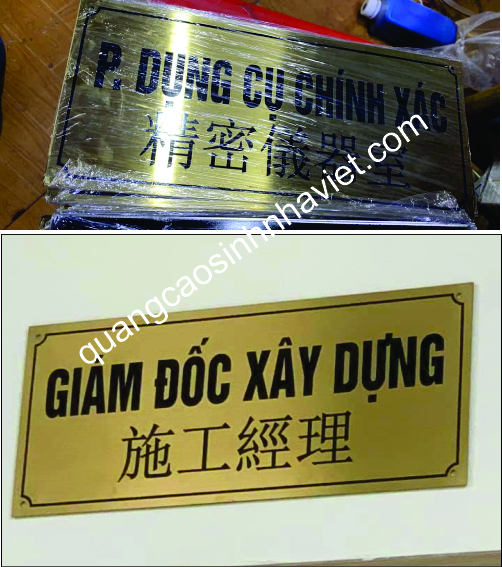 P. DỤNG CỤ CHÍNH XÁC
精密儀器室
quangcaosinhnhaviet.com
GIÁM ĐỐC XÂY DỰNG
施工經理